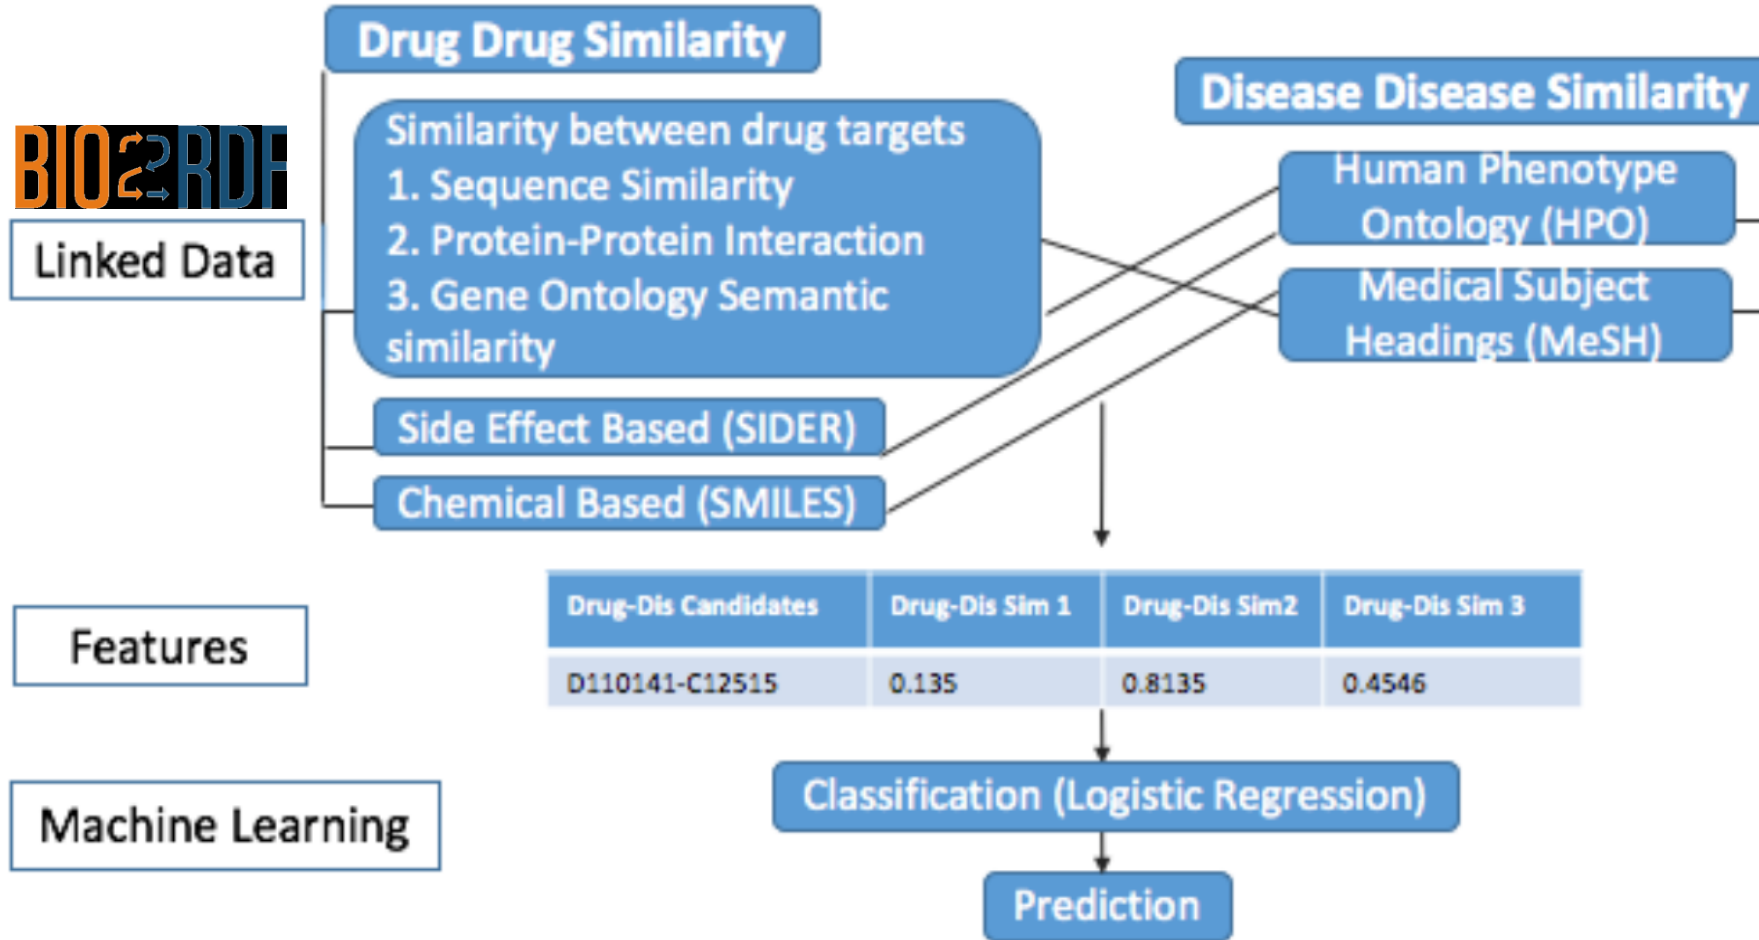 Drug Drug Similarity
Disease Disease Similarity
BIO2RDF
Linked Data
Similarity between drug targets
1. Sequence Similarity
2. Protein-Protein Interaction
3. Gene Ontology Semantic
similarity
Side Effect Based (SIDER)
Chemical Based (SMILES)
Human Phenotype
Ontology (HPO)
Medical Subject
Headings (MeSH)
Features
Drug-Dis Candidates
Drug-Dis Sim 1
Drug-Dis Sim2
Drug-Dis Sim 3
D110141-C12515
0.135
0.8135
0.4546
Machine Learning
Classification (Logistic Regression)
Prediction